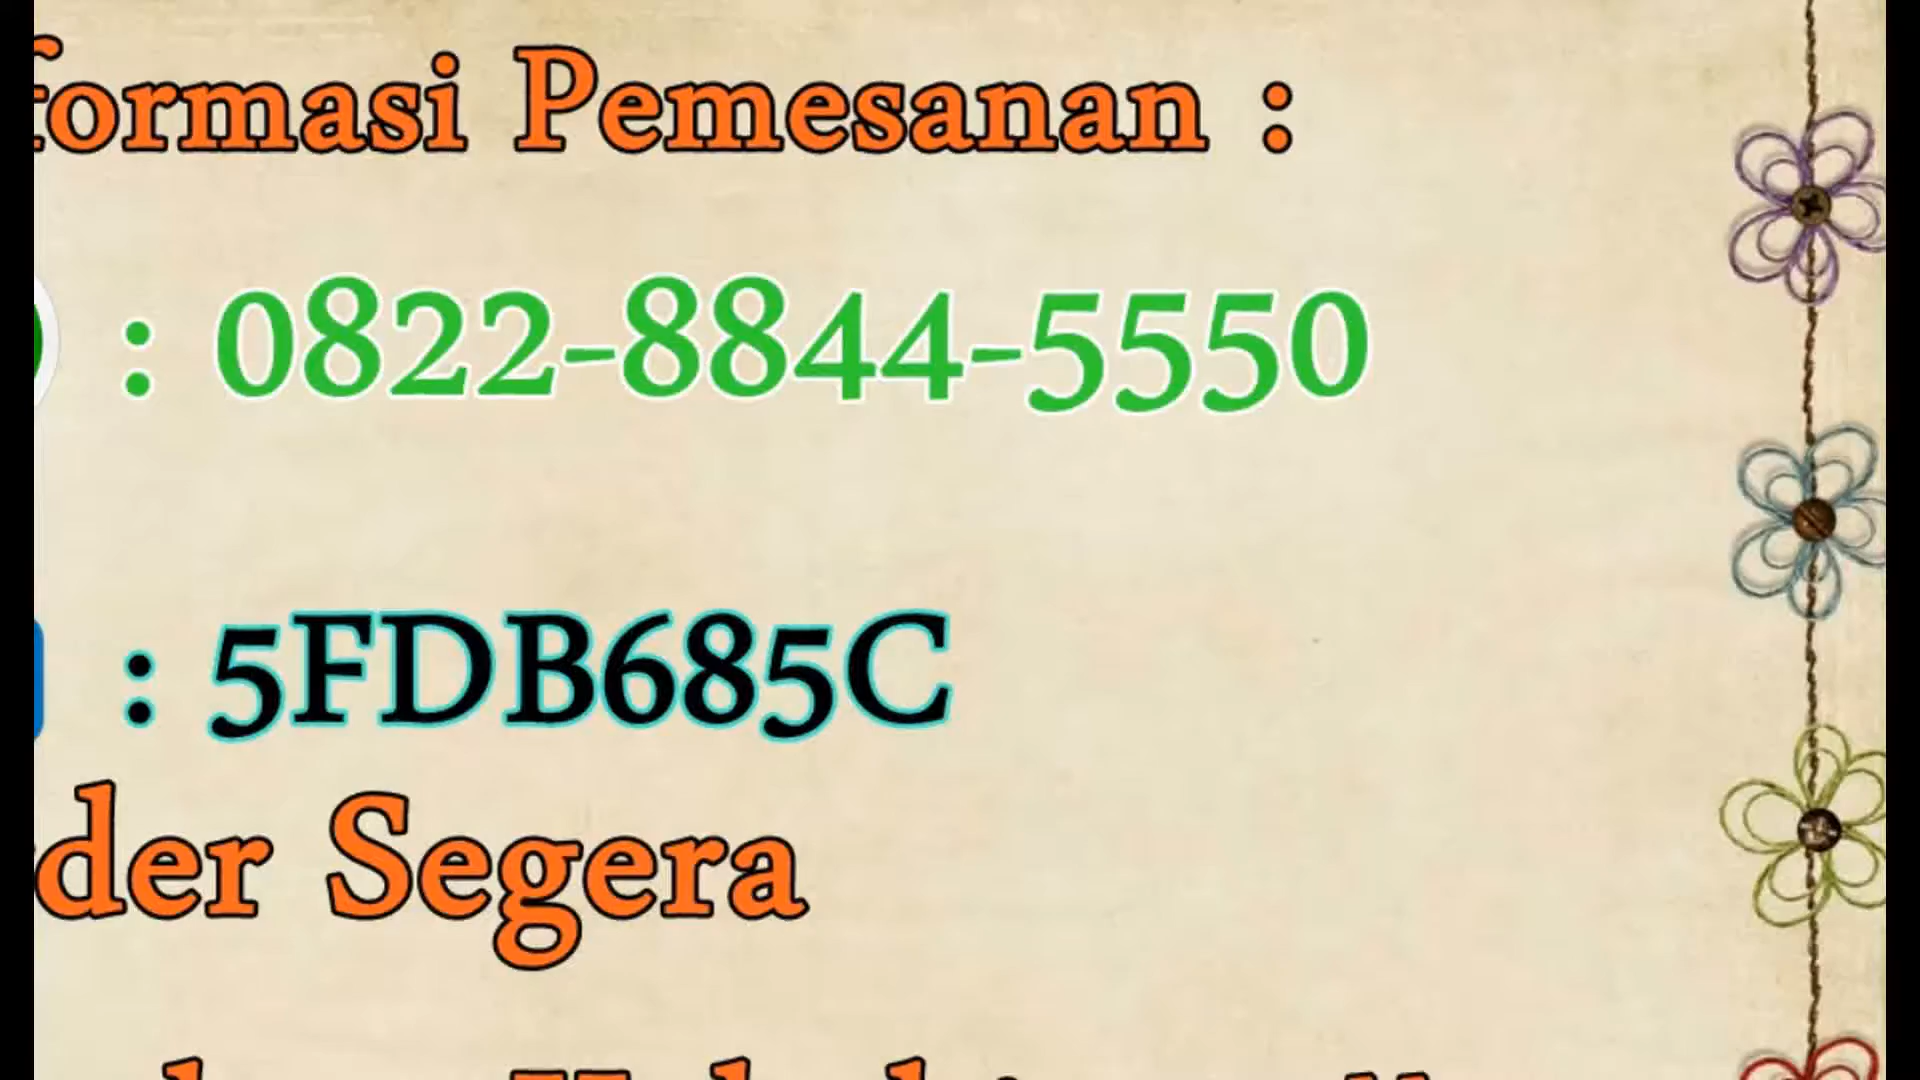 formasi Pemesanan :
: 0822-8844-5550
: 5FDB685C
der Segera